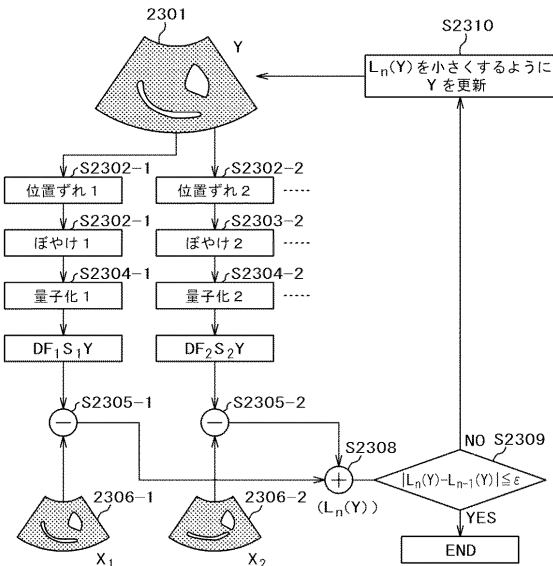 2301
Y
S2310
Ln(Y)を小さくするように
Yを更新
S2302-1
位置ずれ1
S2302-2
位置ずれ2
S2302-1
ぼやけ1
S2303-2
ぼやけ2
S2304-1
量子化1
S2304-2
量子化2
DF1S1Y
DF2S2Y
S2305-1
S2305-2
−
−
S2308
+
(Ln(Y))
NO
S2309
|Ln(Y)-Ln-1(Y)|≦ε
YES
END
2306-1
X1
2306-2
X2